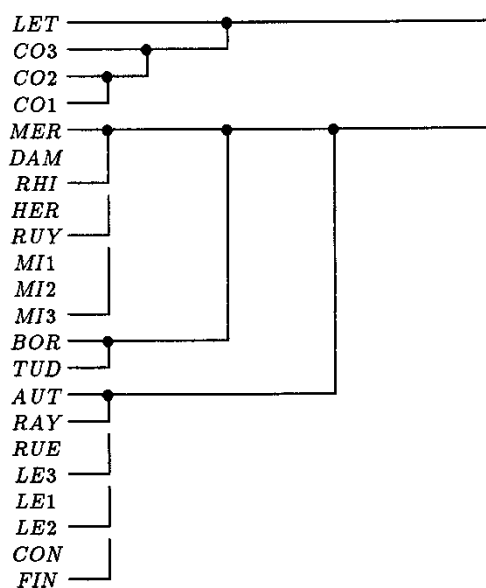 LET
CO3
CO2
CO1
MER
DAM
RHI
HER
RUY
MI1
MI2
MI3
BOR
TUD
AUT
RAY
RUE
LE3
LE1
LE2
CON
FIN